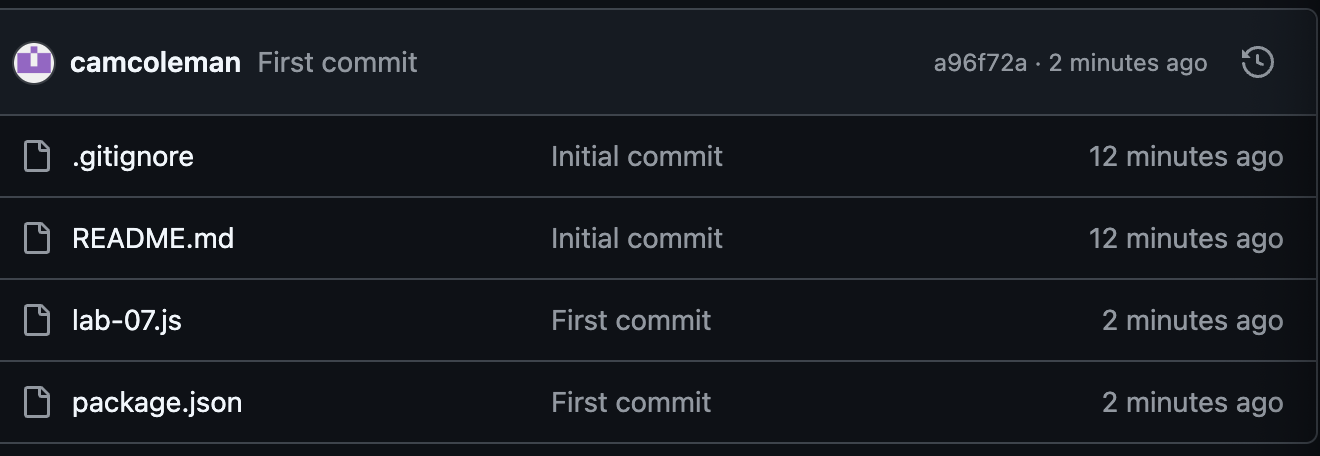 camcoleman First commit a96f72a · 2 minutes ago
.gitignore Initial commit 12 minutes ago
README.md Initial commit 12 minutes ago
lab-07.js First commit 2 minutes ago
package.json First commit 2 minutes ago